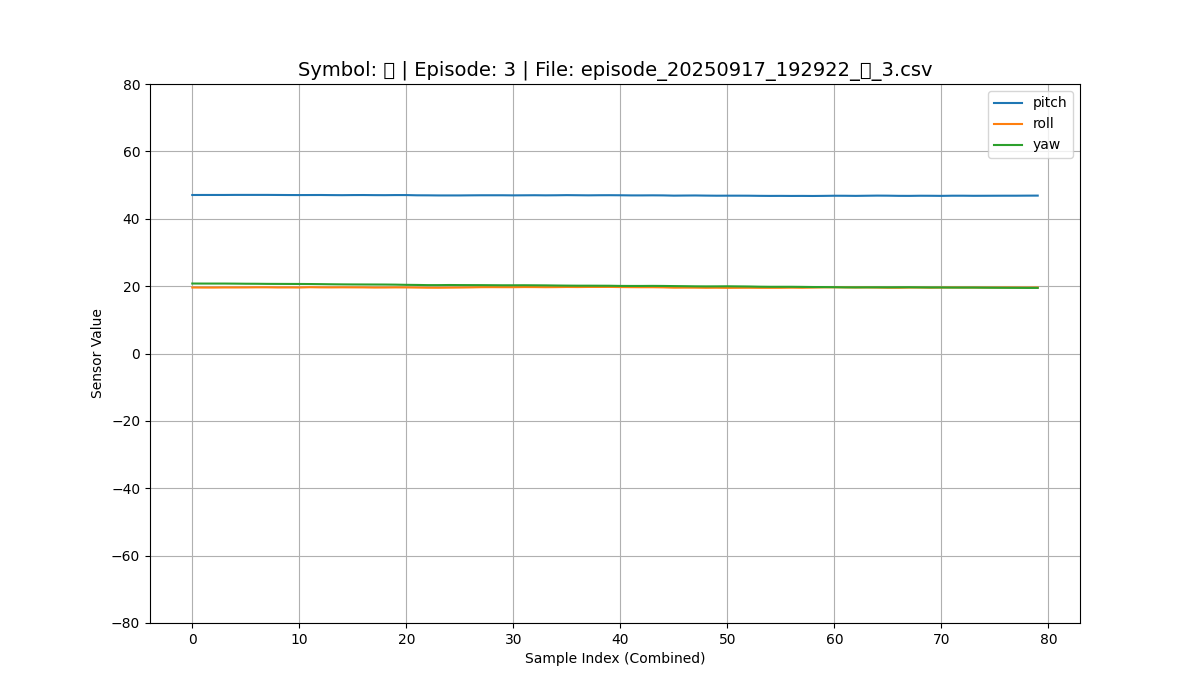 Symbol: | Episode: 3 | File: episode_20250917_192922_ _3.csv
80
60
40
20
0
−20
−40
−60
−80
Sensor Value
pitch
roll
yaw
0 10 20 30 40 50 60 70 80
Sample Index (Combined)